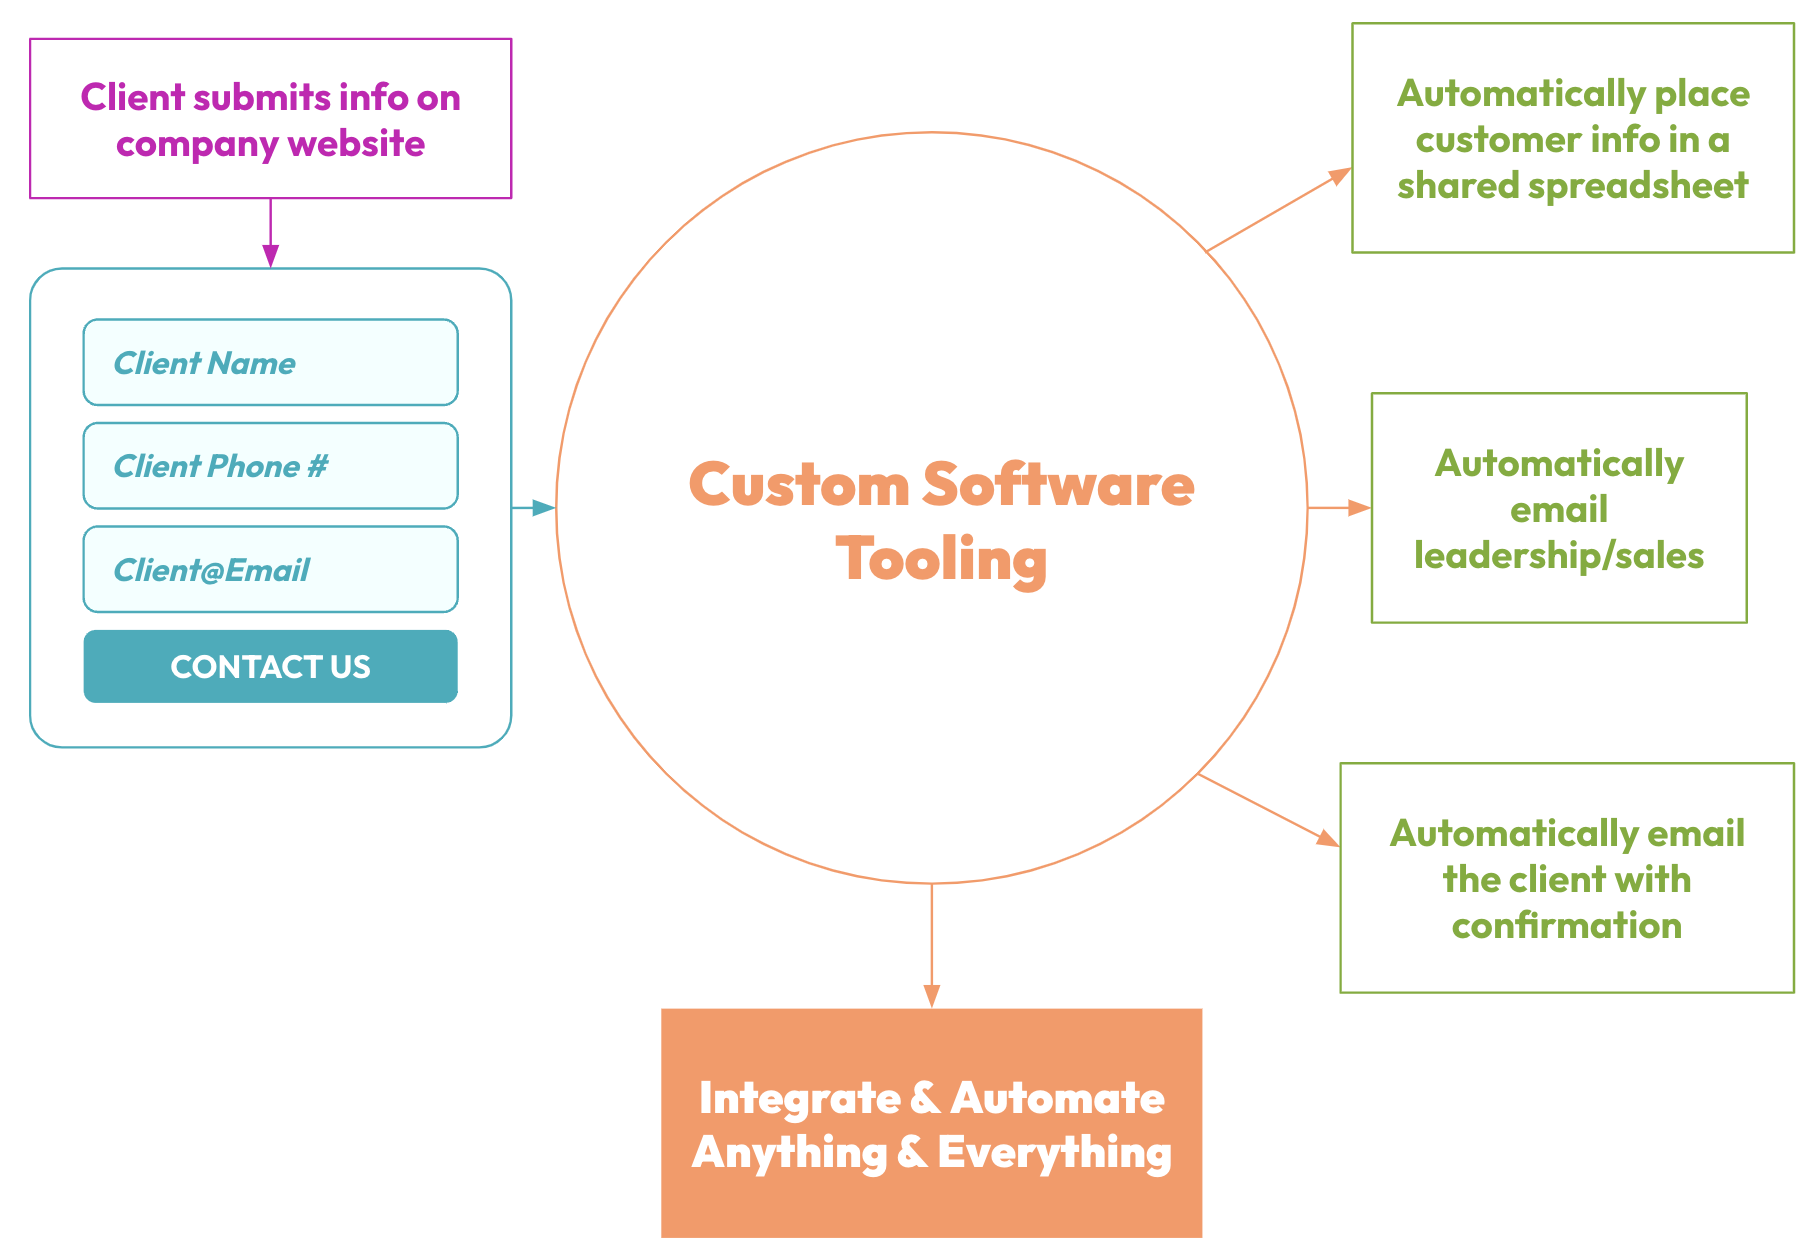 Client submits info on
company website
Client Name
Client Phone #
Client@Email
CONTACT US
Custom Software
Tooling
Automatically place
customer info in a
shared spreadsheet
Automatically
email
leadership/sales
Automatically email
the client with
confirmation
Integrate & Automate
Anything & Everything